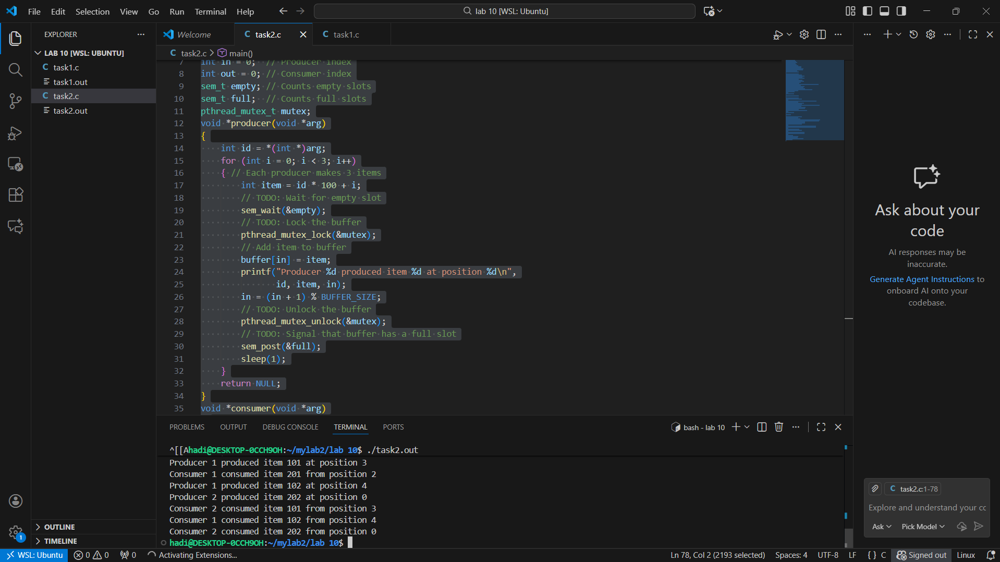 File Edit Selection View Go Run Terminal Help
lab 10 [WSL: Ubuntu]
EXPLORER
LAB 10 [WSL: UBUNTU]
C task1.c
task1.out
C task2.c
task2.out
OUTLINE
TIMELINE
Welcome
C task2.c
C task1.c
C task2.c > main()
7 int in = 0; // Producer index
8 int out = 0; // Consumer index
9 sem_t empty; // Counts empty slots
10 sem_t full; // Counts full slots
11 pthread_mutex_t mutex;
12 void *producer(void *arg)
13 {
14 int id = *(int *)arg;
15 for (int i = 0; i < 3; i++)
16 { // Each producer makes 3 items
17 int item = id * 100 + i;
18 // TODO: Wait for empty slot
19 sem_wait(&empty);
20 // TODO: Lock the buffer
21 pthread_mutex_lock(&mutex);
22 // Add item to buffer
23 buffer[in] = item;
24 printf("Producer %d produced item %d at position %d\n",
25 id, item, in);
26 in = (in + 1) % BUFFER_SIZE;
27 // TODO: Unlock the buffer
28 pthread_mutex_unlock(&mutex);
29 // TODO: Signal that buffer has a full slot
30 sem_post(&full);
31 sleep(1);
32 }
33 return NULL;
34 }
35 void *consumer(void *arg)
PROBLEMS OUTPUT DEBUG CONSOLE TERMINAL PORTS
bash - lab 10
^[[Ahadi@DESKTOP-0CCH9OH:~/mylab2/lab 10$ ./task2.out
Producer 1 produced item 101 at position 3
Consumer 1 consumed item 201 from position 2
Producer 1 produced item 102 at position 4
Producer 2 produced item 202 at position 0
Consumer 2 consumed item 101 from position 3
Consumer 1 consumed item 102 from position 4
Consumer 2 consumed item 202 from position 0
hadi@DESKTOP-0CCH9OH:~/mylab2/lab 10$
Ask about your
code
AI responses may be
inaccurate.
Generate Agent Instructions to
onboard AI onto your
codebase.
C task2.c:1-78
Explore and understand your cc
Ask Pick Model
1
WSL: Ubuntu 0 0 0 Activating Extensions...
Ln 78, Col 2 (2193 selected) Spaces: 4 UTF-8 LF {} C Signed out Linux